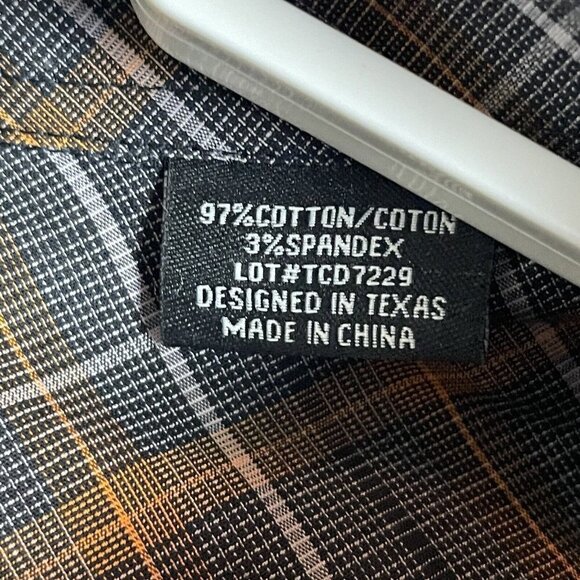 97%COTTON/COTON
3%SPANDEX
LOT#TCD7229
DESIGNED IN TEXAS
MADE IN CHINA